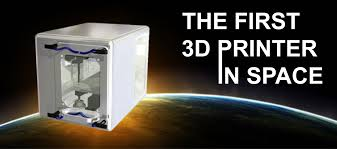 THE FIRST
3D PRINTER
IN SPACE